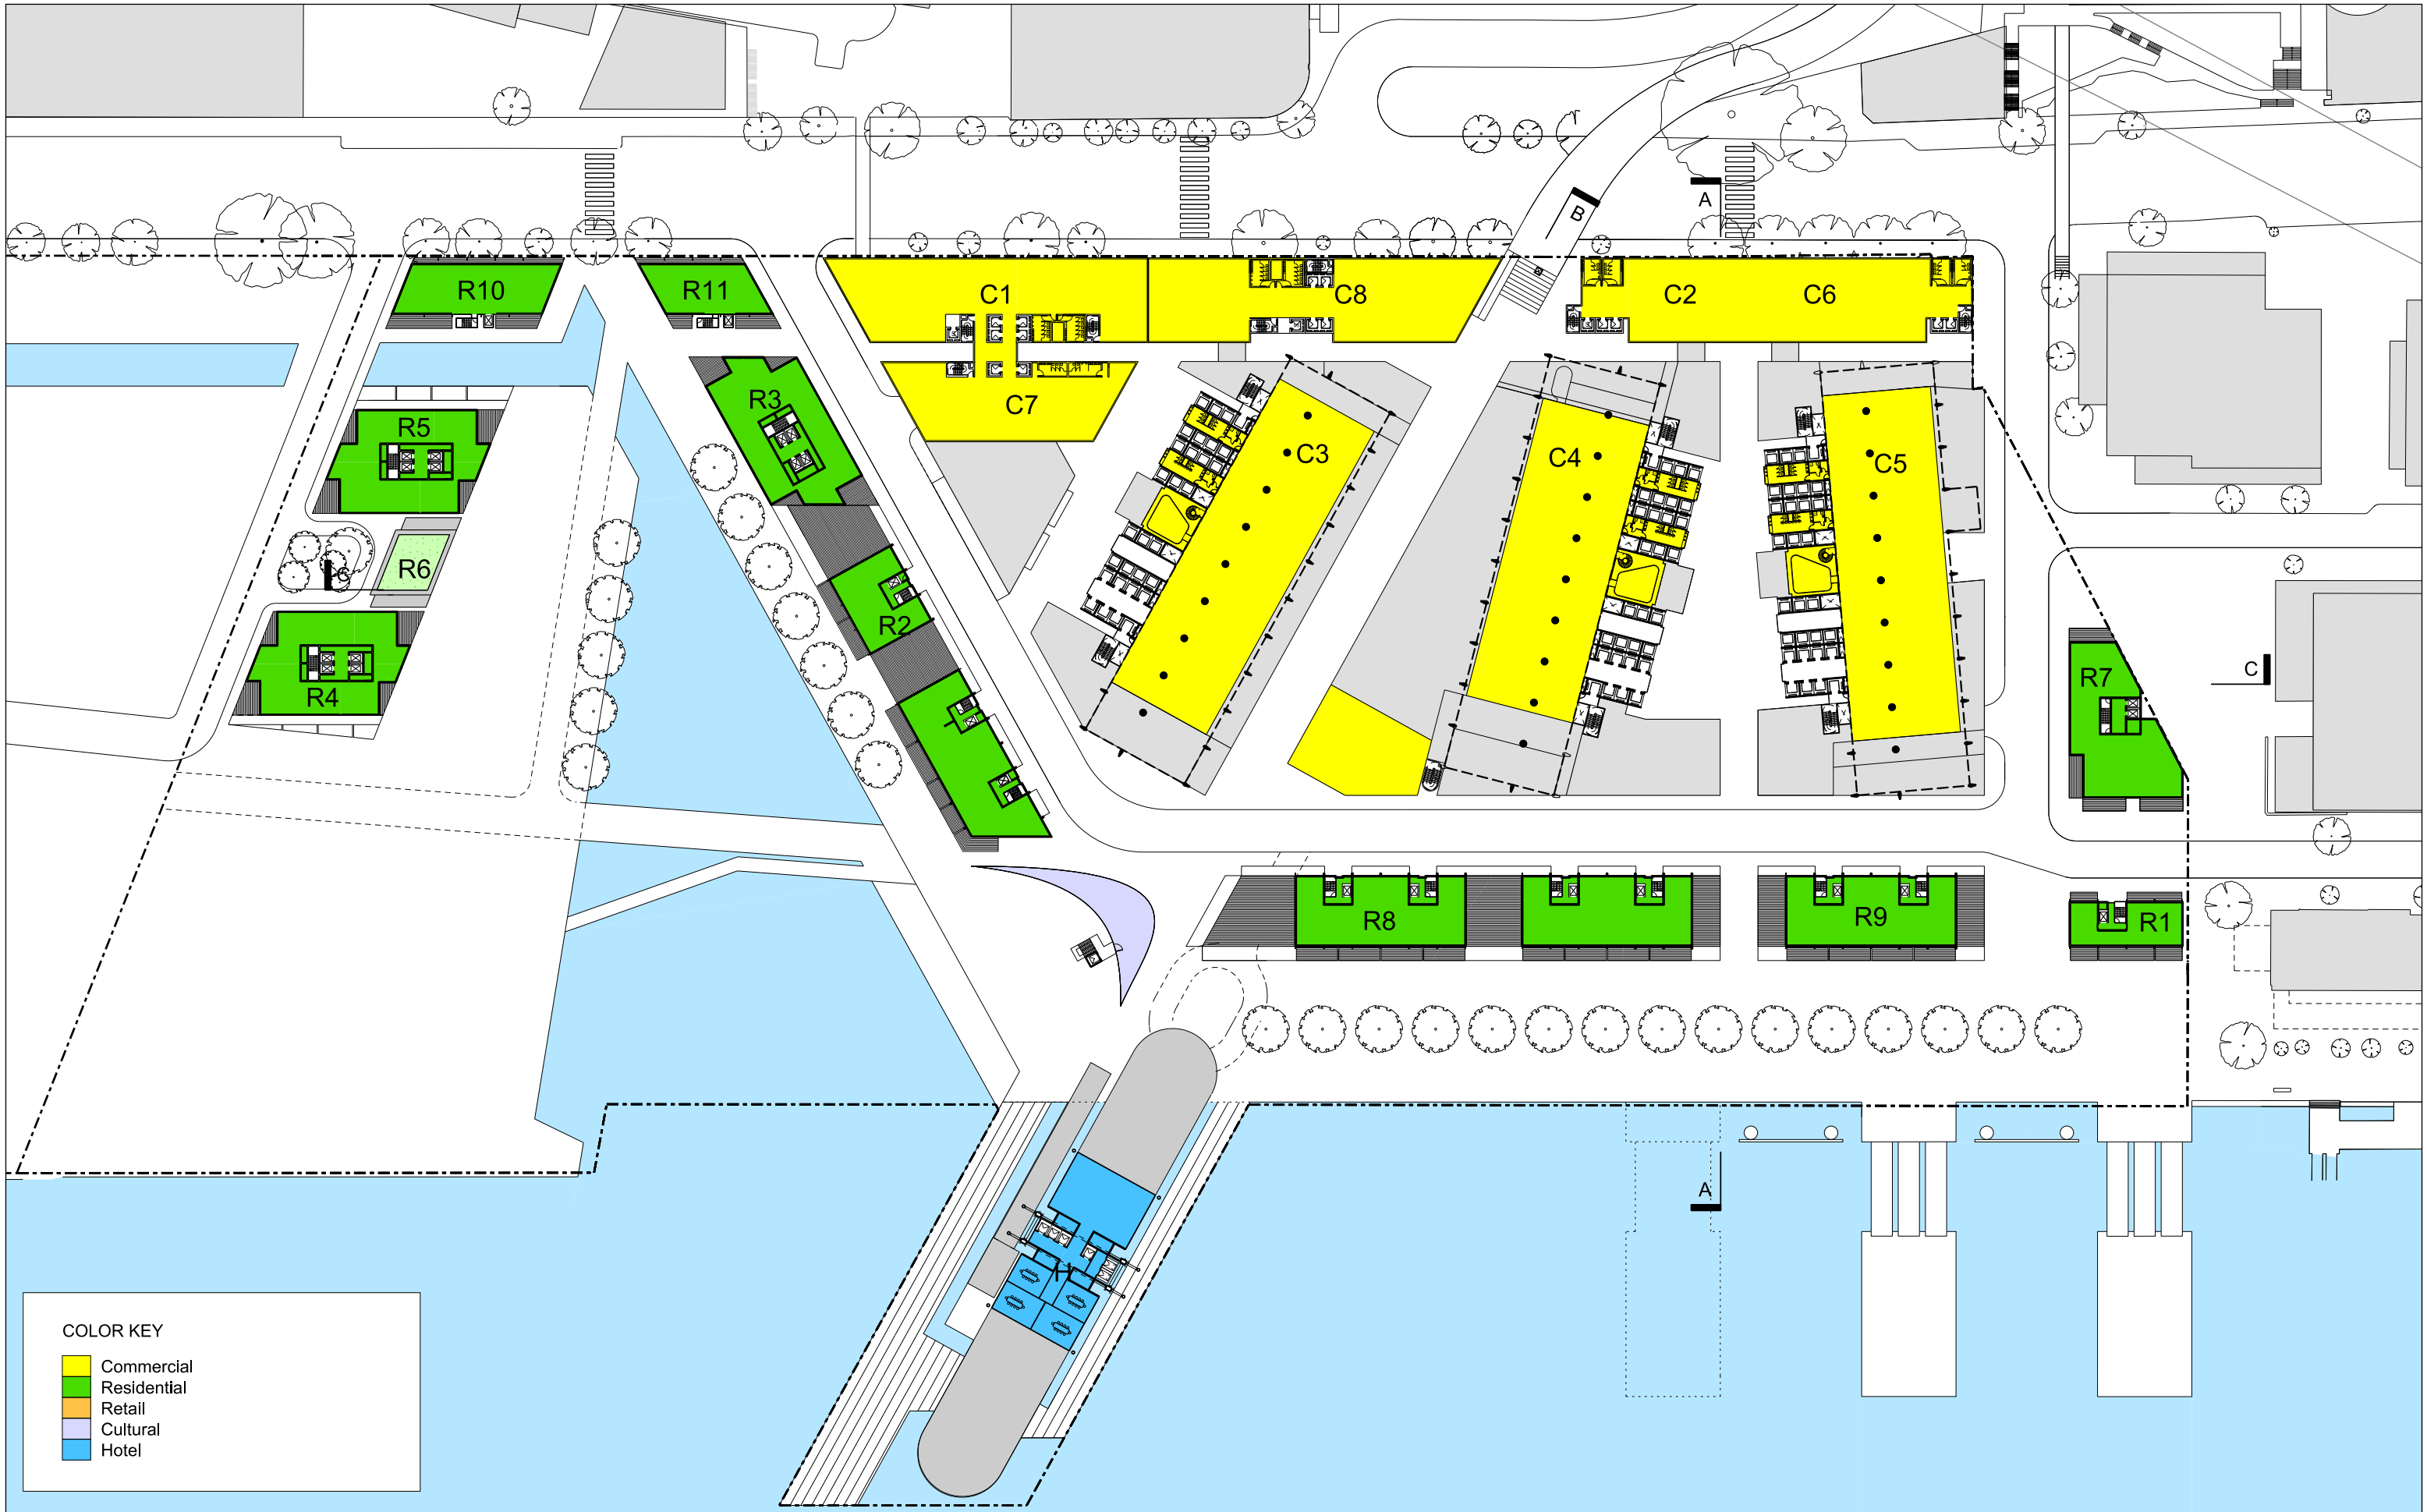 A
B
R10
R11
C1
C8
C2
C6
R3
C7
R5
C3
C4
C5
R6
C
R2
R4
R7
C
R8
R9
R1
A
H
COLOR KEY
Commercial
Residential
Retail
Cultural
Hotel